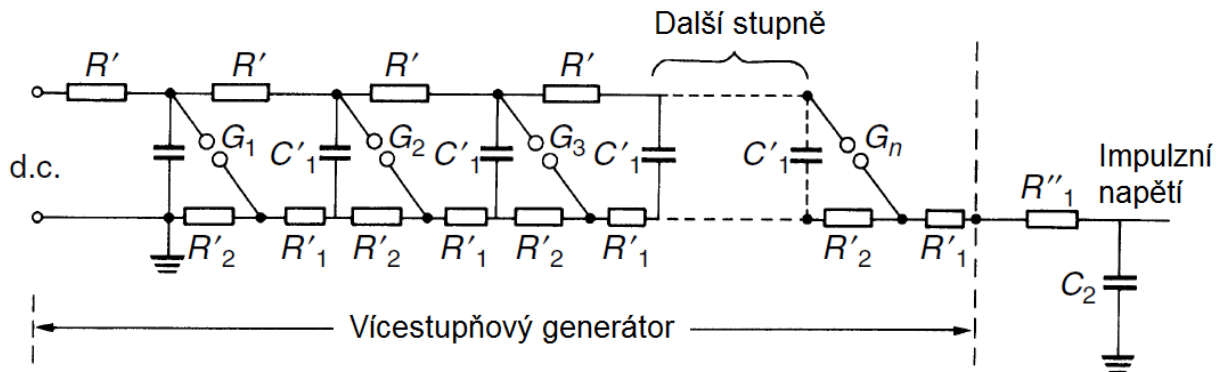 Další stupně
R′ R′ R′ R′
G₁ C′₁ G₂ C′₁ G₃ C′₁ C′₁ Gₙ
d.c.
Impulzní
napětí
R″₁
R′₂ R′₁ R′₂ R′₁ R′₂ R′₁ R′₂ R′₁
C₂
Vícestupňový generátor